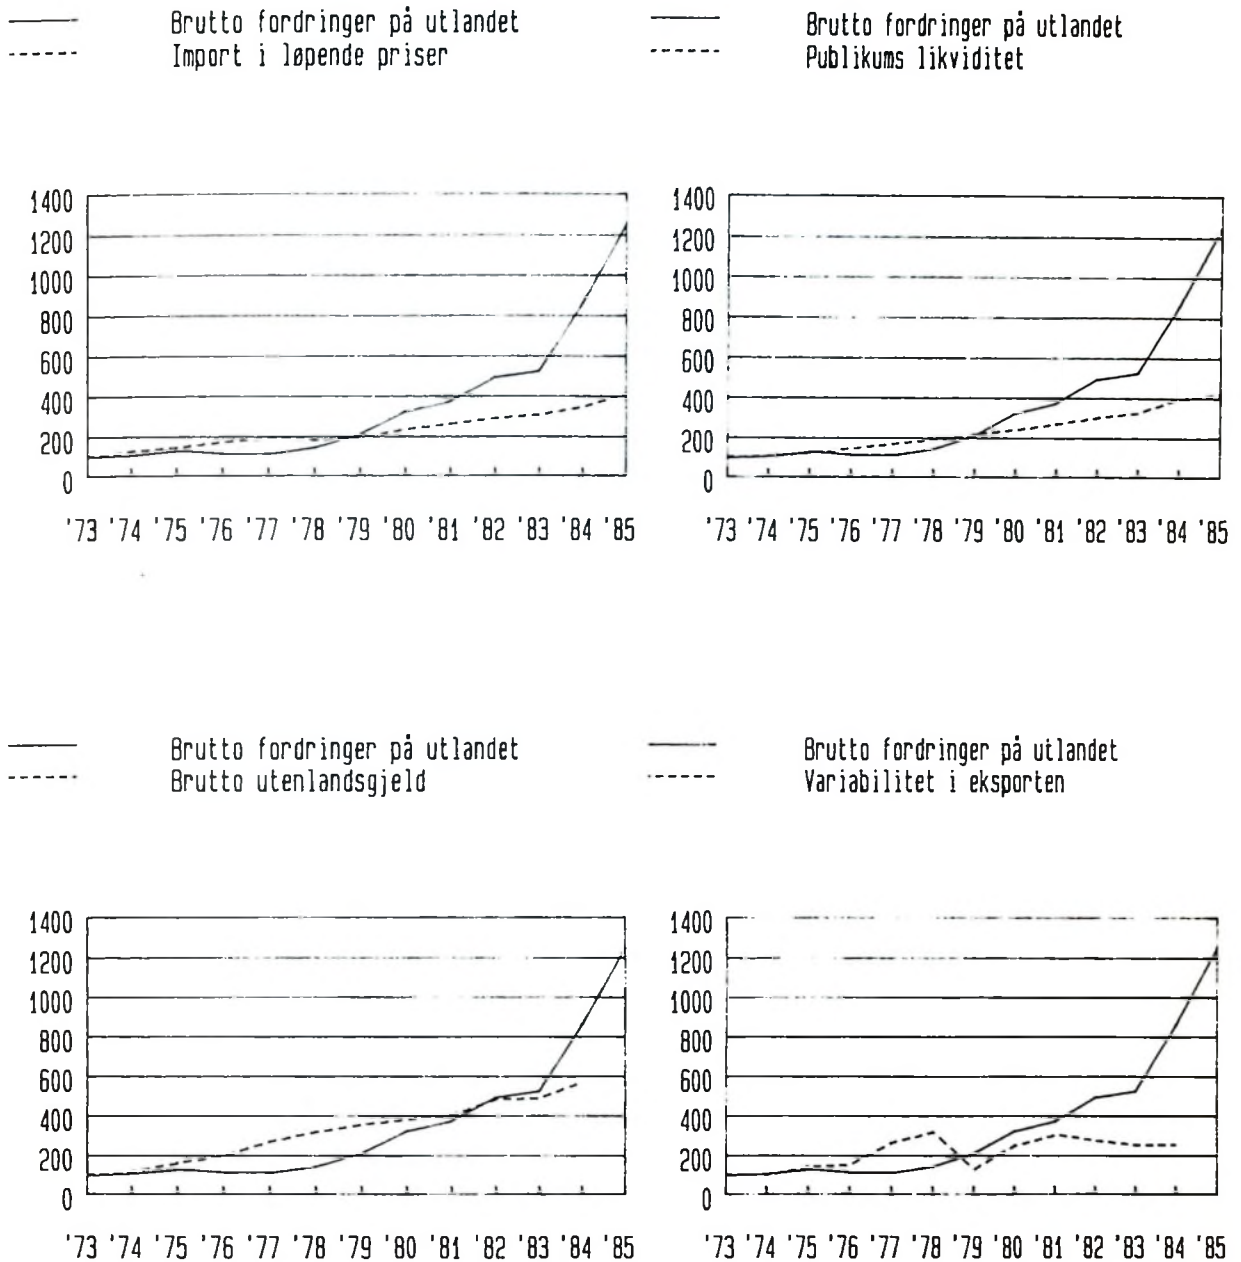 Brutto fordringer på utlandet
Import i løpende priser
Brutto fordringer på utlandet
Publikums likviditet
1400
1200
1000
800
600
400
200
0
'73 '74 '75 '76 '77 '78 '79 '80 '81 '82 '83 '84 '85
1400
1200
1000
800
600
400
200
0
'73 '74 '75 '76 '77 '78 '79 '80 '81 '82 '83 '84 '85
Brutto fordringer på utlandet
Brutto utenlandsgjeld
Brutto fordringer på utlandet
Variabilitet i eksporten
1400
1200
1000
800
600
400
200
0
'73 '74 '75 '76 '77 '78 '79 '80 '81 '82 '83 '84 '85
1400
1200
1000
800
600
400
200
0
'73 '74 '75 '76 '77 '78 '79 '80 '81 '82 '83 '84 '85